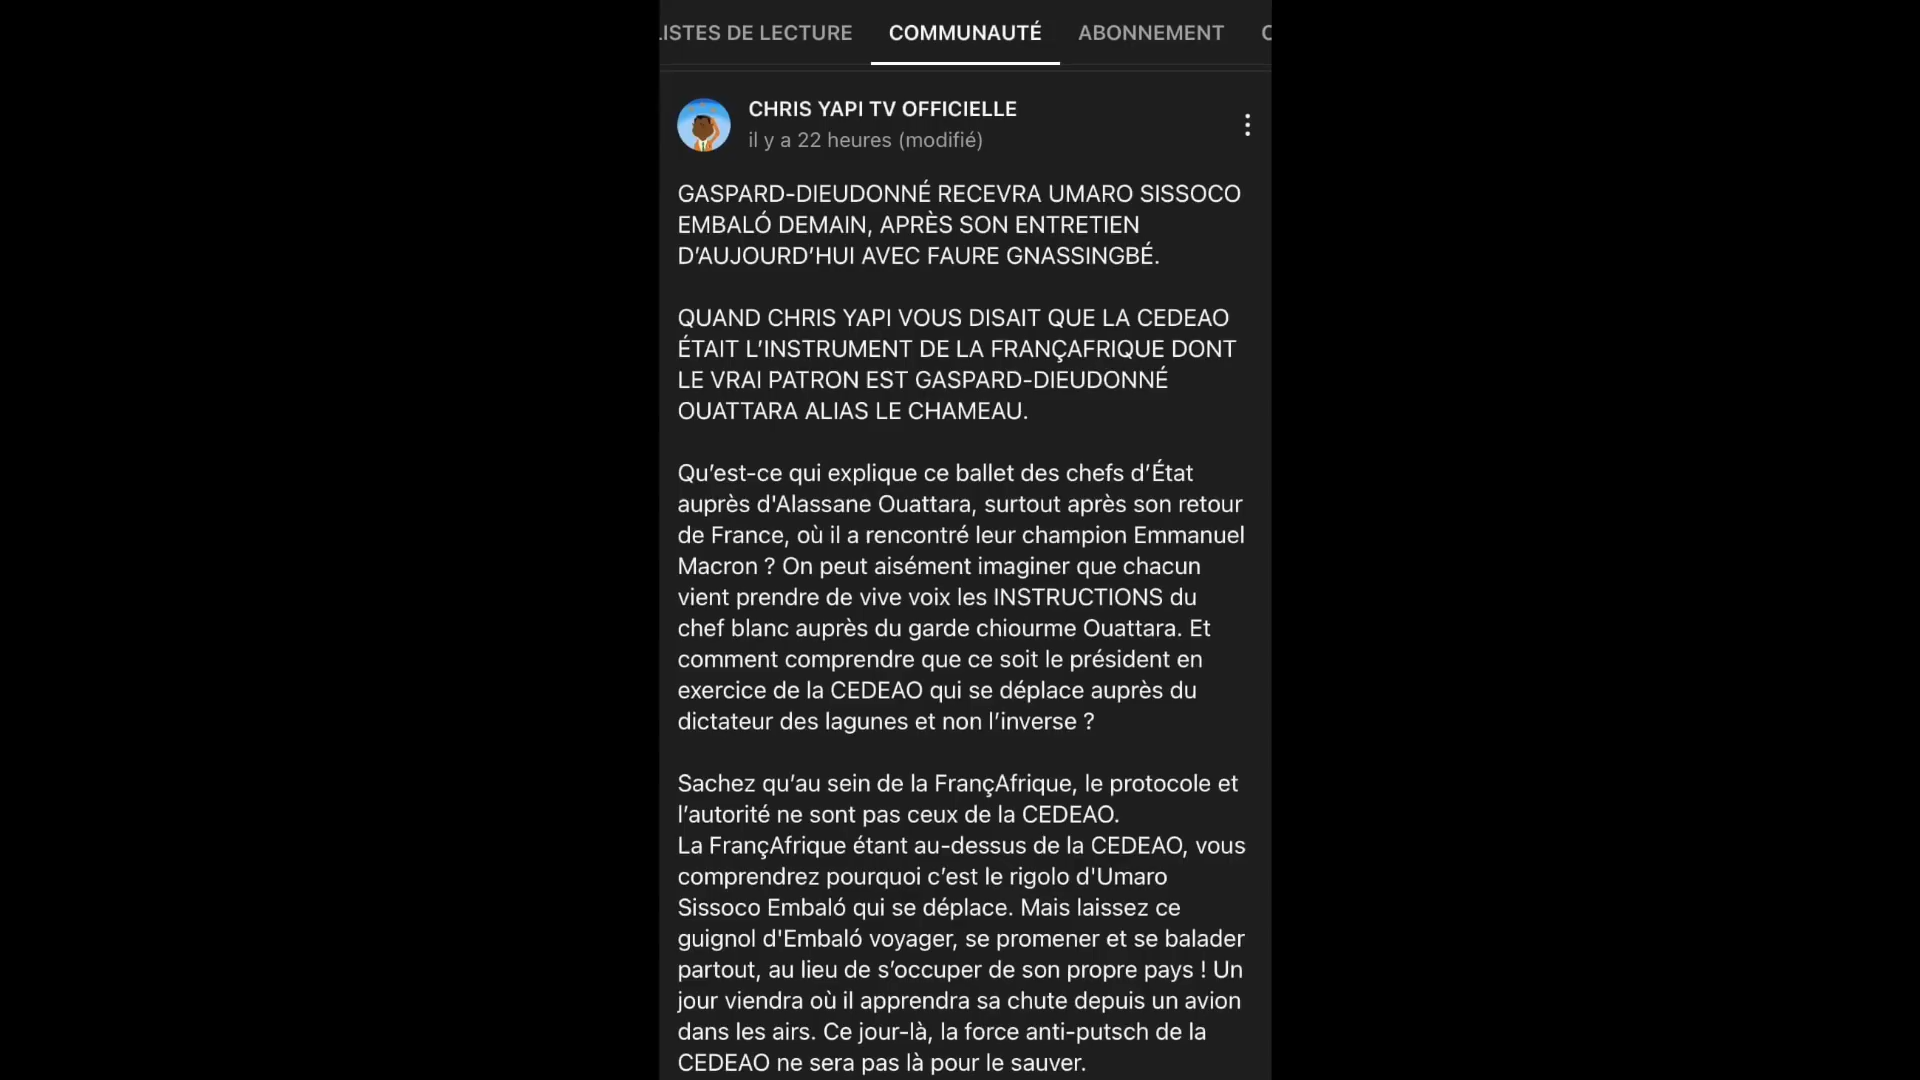 LISTES DE LECTURE COMMUNAUTÉ ABONNEMENT
CHRIS YAPI TV OFFICIELLE
il y a 22 heures (modifié)
GASPARD-DIEUDONNÉ RECEVRA UMARO SISSOCO
EMBALÓ DEMAIN, APRÈS SON ENTRETIEN
D’AUJOURD’HUI AVEC FAURE GNASSINGBÉ.
QUAND CHRIS YAPI VOUS DISAIT QUE LA CEDEAO
ÉTAIT L’INSTRUMENT DE LA FRANÇAFRIQUE DONT
LE VRAI PATRON EST GASPARD-DIEUDONNÉ
OUATTARA ALIAS LE CHAMEAU.
Qu’est-ce qui explique ce ballet des chefs d’État
auprès d'Alassane Ouattara, surtout après son retour
de France, où il a rencontré leur champion Emmanuel
Macron ? On peut aisément imaginer que chacun
vient prendre de vive voix les INSTRUCTIONS du
chef blanc auprès du garde chiourme Ouattara. Et
comment comprendre que ce soit le président en
exercice de la CEDEAO qui se déplace auprès du
dictateur des lagunes et non l’inverse ?
Sachez qu’au sein de la FrançAfrique, le protocole et
l’autorité ne sont pas ceux de la CEDEAO.
La FrançAfrique étant au-dessus de la CEDEAO, vous
comprendrez pourquoi c’est le rigolo d'Umaro
Sissoco Embaló qui se déplace. Mais laissez ce
guignol d'Embaló voyager, se promener et se balader
partout, au lieu de s’occuper de son propre pays ! Un
jour viendra où il apprendra sa chute depuis un avion
dans les airs. Ce jour-là, la force anti-putsch de la
CEDEAO ne sera pas là pour le sauver.